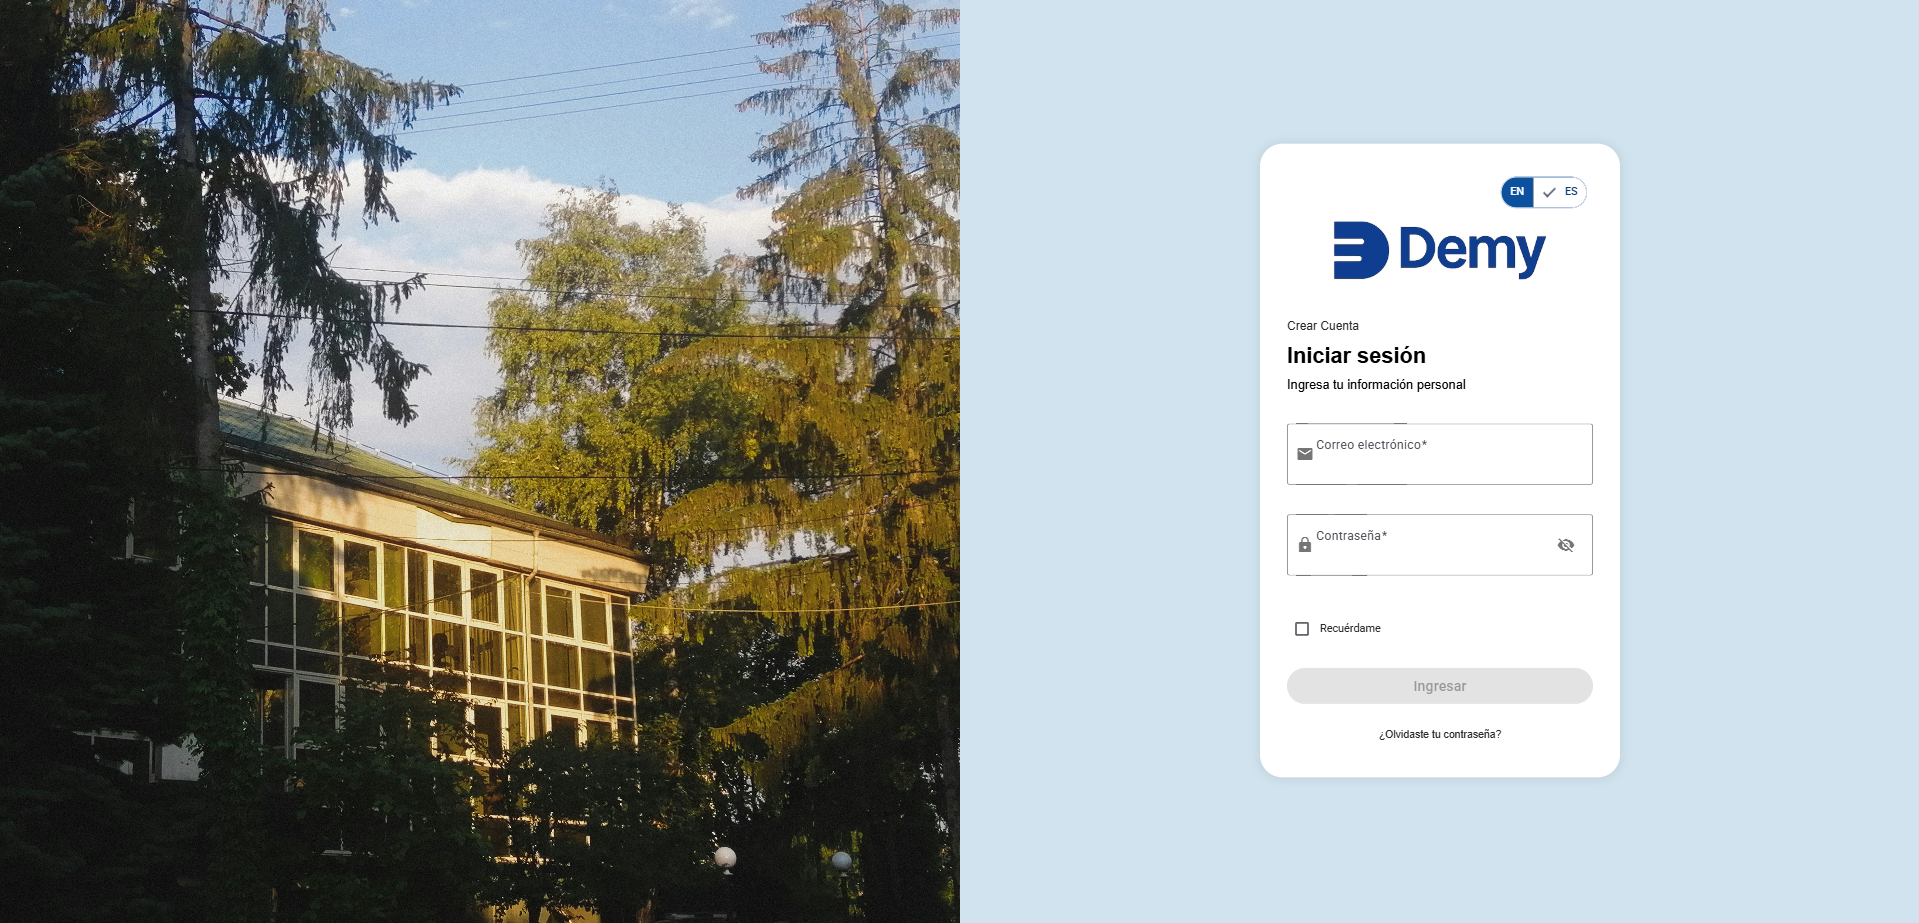 EN ES
Demy
Crear Cuenta
Iniciar sesión
Ingresa tu información personal
Correo electrónico*
Contraseña*
Recuérdame
Ingresar
¿Olvidaste tu contraseña?